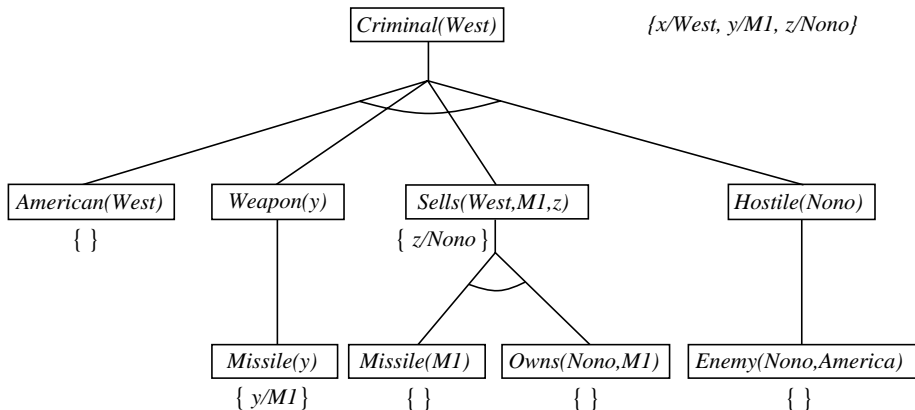 Criminal(West) {x/West, y/M1, z/Nono}
American(West) Weapon(y) Sells(West,M1,z) Hostile(Nono)
{ } { z/Nono }
Missile(y) Missile(M1) Owns(Nono,M1) Enemy(Nono,America)
{ y/M1} { } { } { }